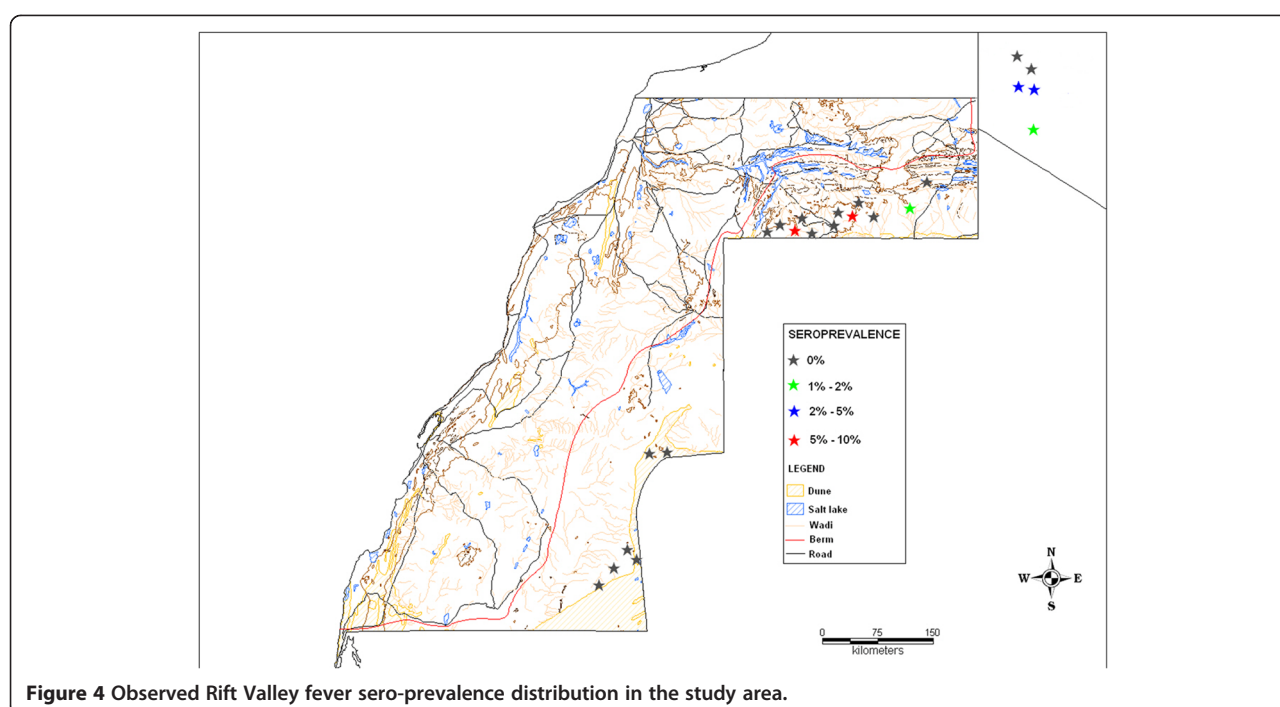 SEROPREVALENCE
0%
1% - 2%
2% - 5%
5% - 10%
LEGEND
Dune
Salt lake
Wadi
Berm
Road
N
W E
S
0 75 150
kilometers
Figure 4 Observed Rift Valley fever sero-prevalence distribution in the study area.